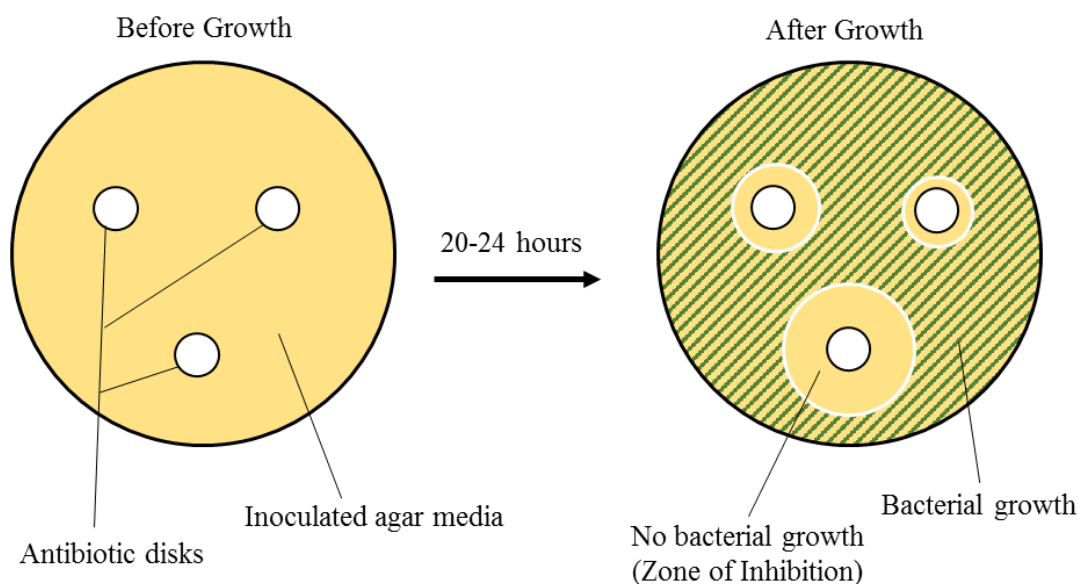 Before Growth
After Growth
20-24 hours
Antibiotic disks
Inoculated agar media
No bacterial growth
(Zone of Inhibition)
Bacterial growth